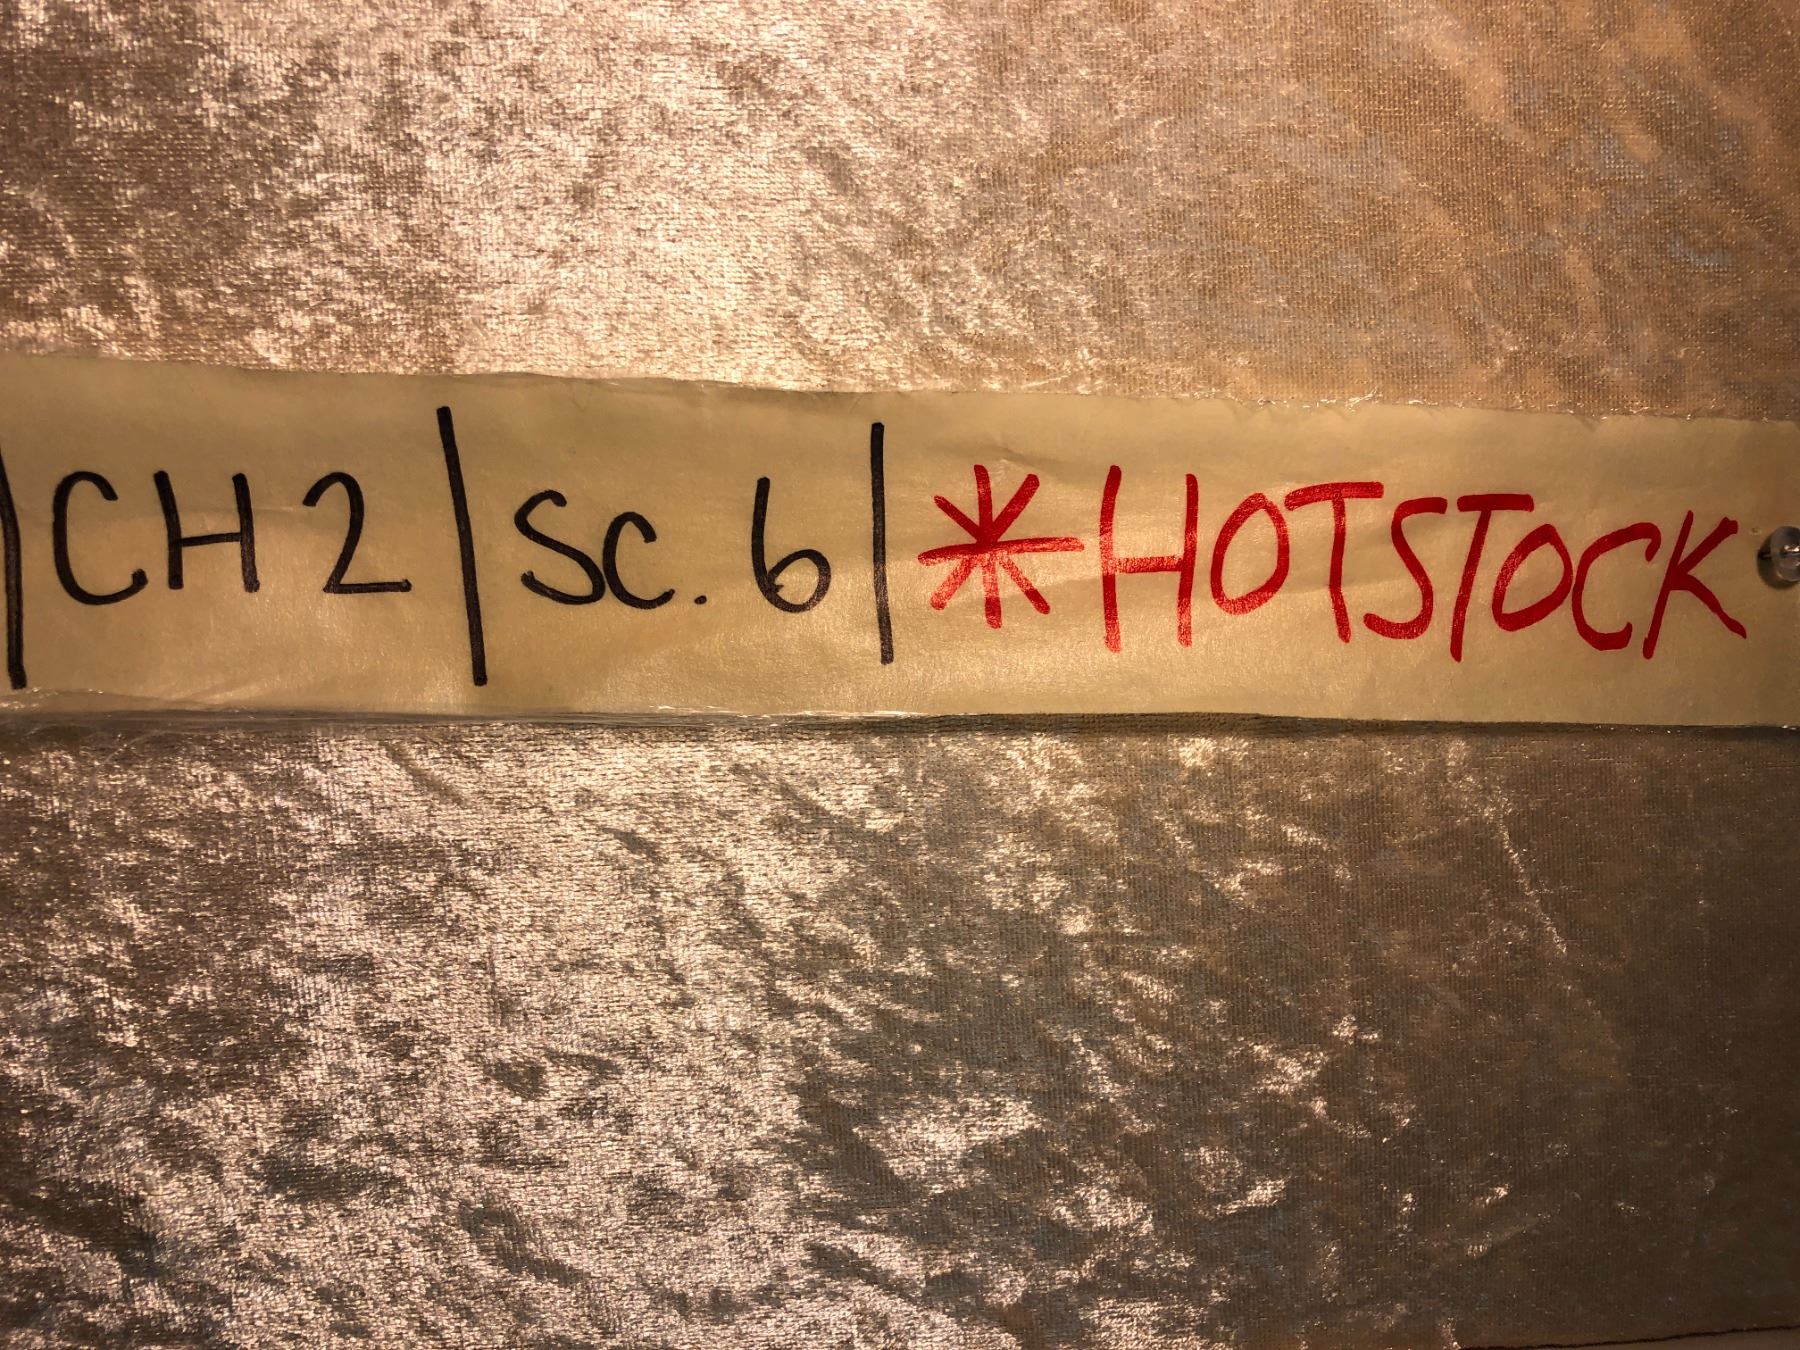 | CH 2 | SC. 6 | *HOTSTOCK